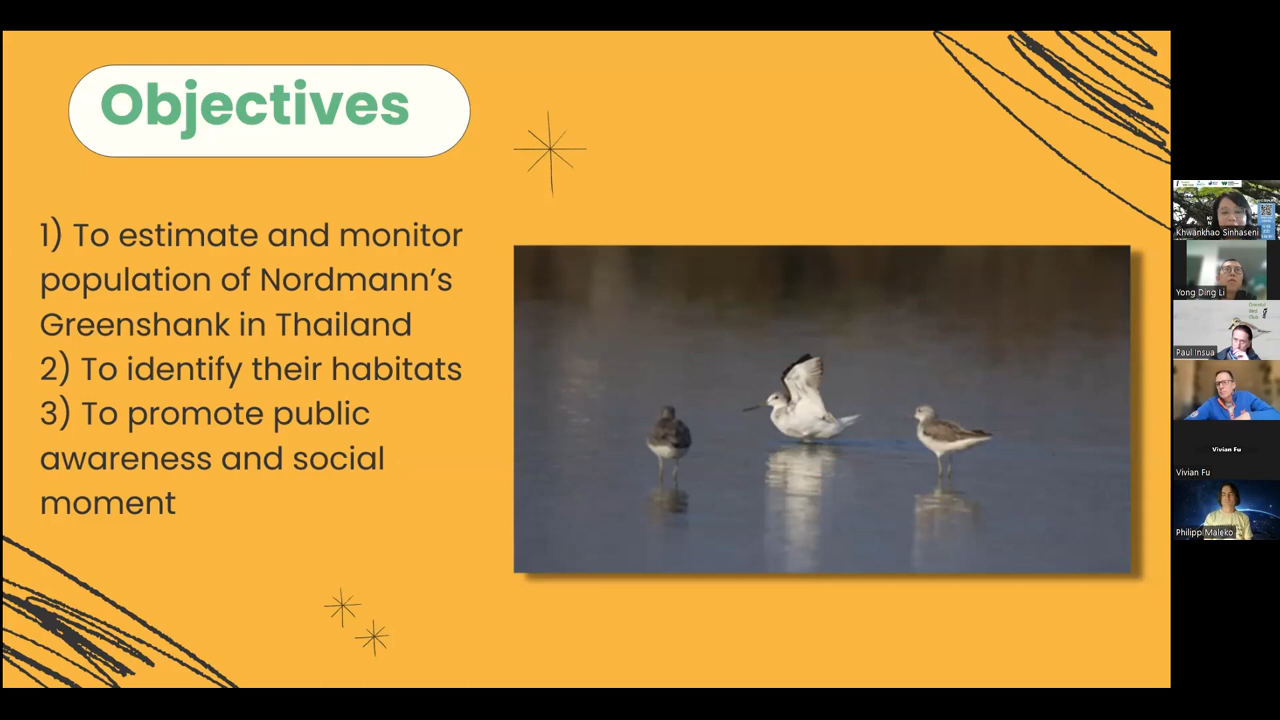 Objectives
1) To estimate and monitor
population of Nordmann’s
Greenshank in Thailand
2) To identify their habitats
3) To promote public
awareness and social
moment
Khwankhao Sinhaseni
Yong Ding Li
Paul Insua
Vivian Fu
Vivian Fu
Philipp Maleko